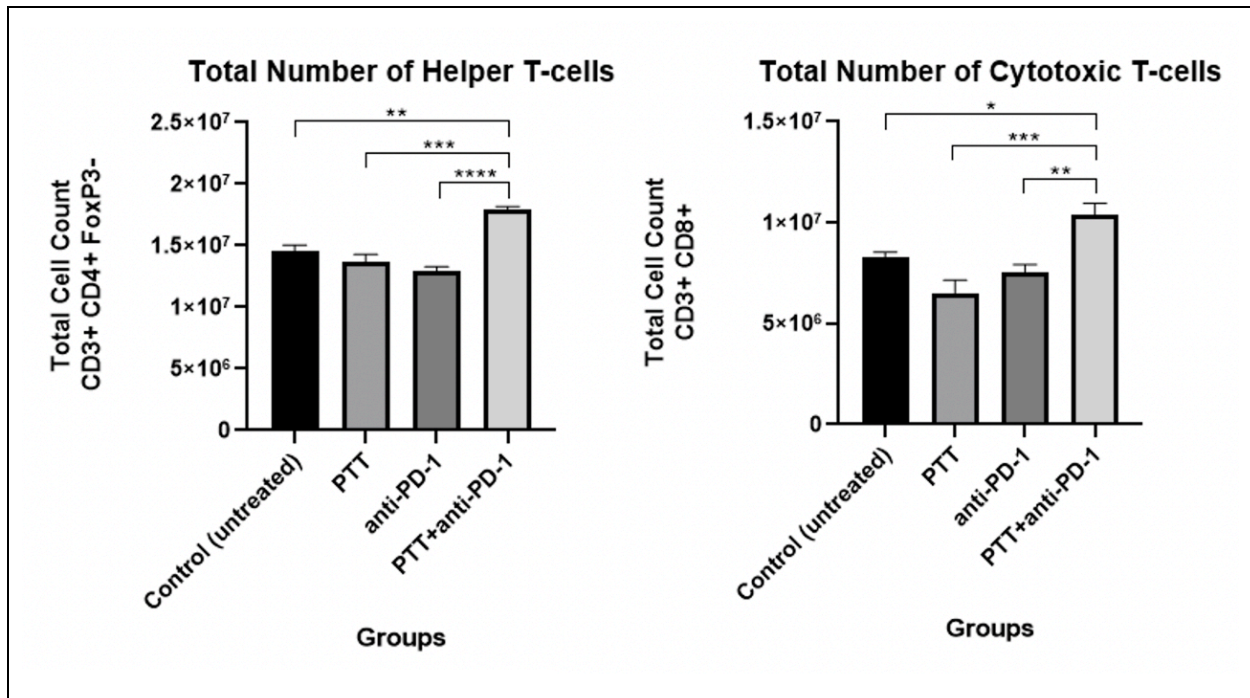 Total Number of Helper T-cells
Total Cell Count
CD3+ CD4+ FoxP3-
2.5×10⁷
2×10⁷
1.5×10⁷
1×10⁷
5×10⁶
0
**
***
****
Control (untreated)
PTT
anti-PD-1
PTT+anti-PD-1
Groups
Total Number of Cytotoxic T-cells
Total Cell Count
CD3+ CD8+
1.5×10⁷
1×10⁷
5×10⁶
0
*
***
**
Control (untreated)
PTT
anti-PD-1
PTT+anti-PD-1
Groups